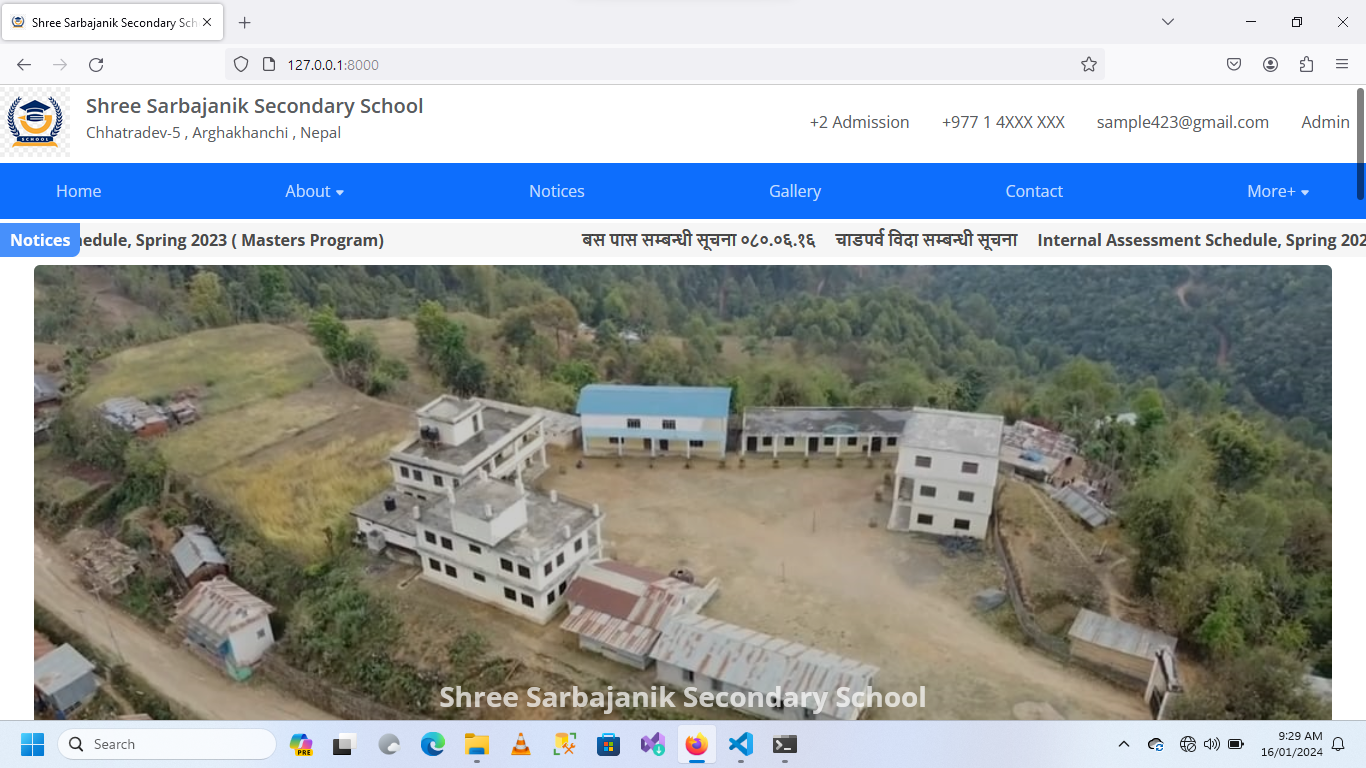 Shree Sarbajanik Secondary Sch
127.0.0.1:8000
SCHOOL
Shree Sarbajanik Secondary School
Chhatradev-5 , Arghakhanchi , Nepal
+2 Admission +977 1 4XXX XXX sample423@gmail.com Admin
Home About Notices Gallery Contact More+
Notices hedule, Spring 2023 ( Masters Program) बस पास सम्बन्धी सूचना ०८०.०६.१६ चाडपर्व विदा सम्बन्धी सूचना Internal Assessment Schedule, Spring 202
Shree Sarbajanik Secondary School
Search
PRE
9:29 AM
16/01/2024